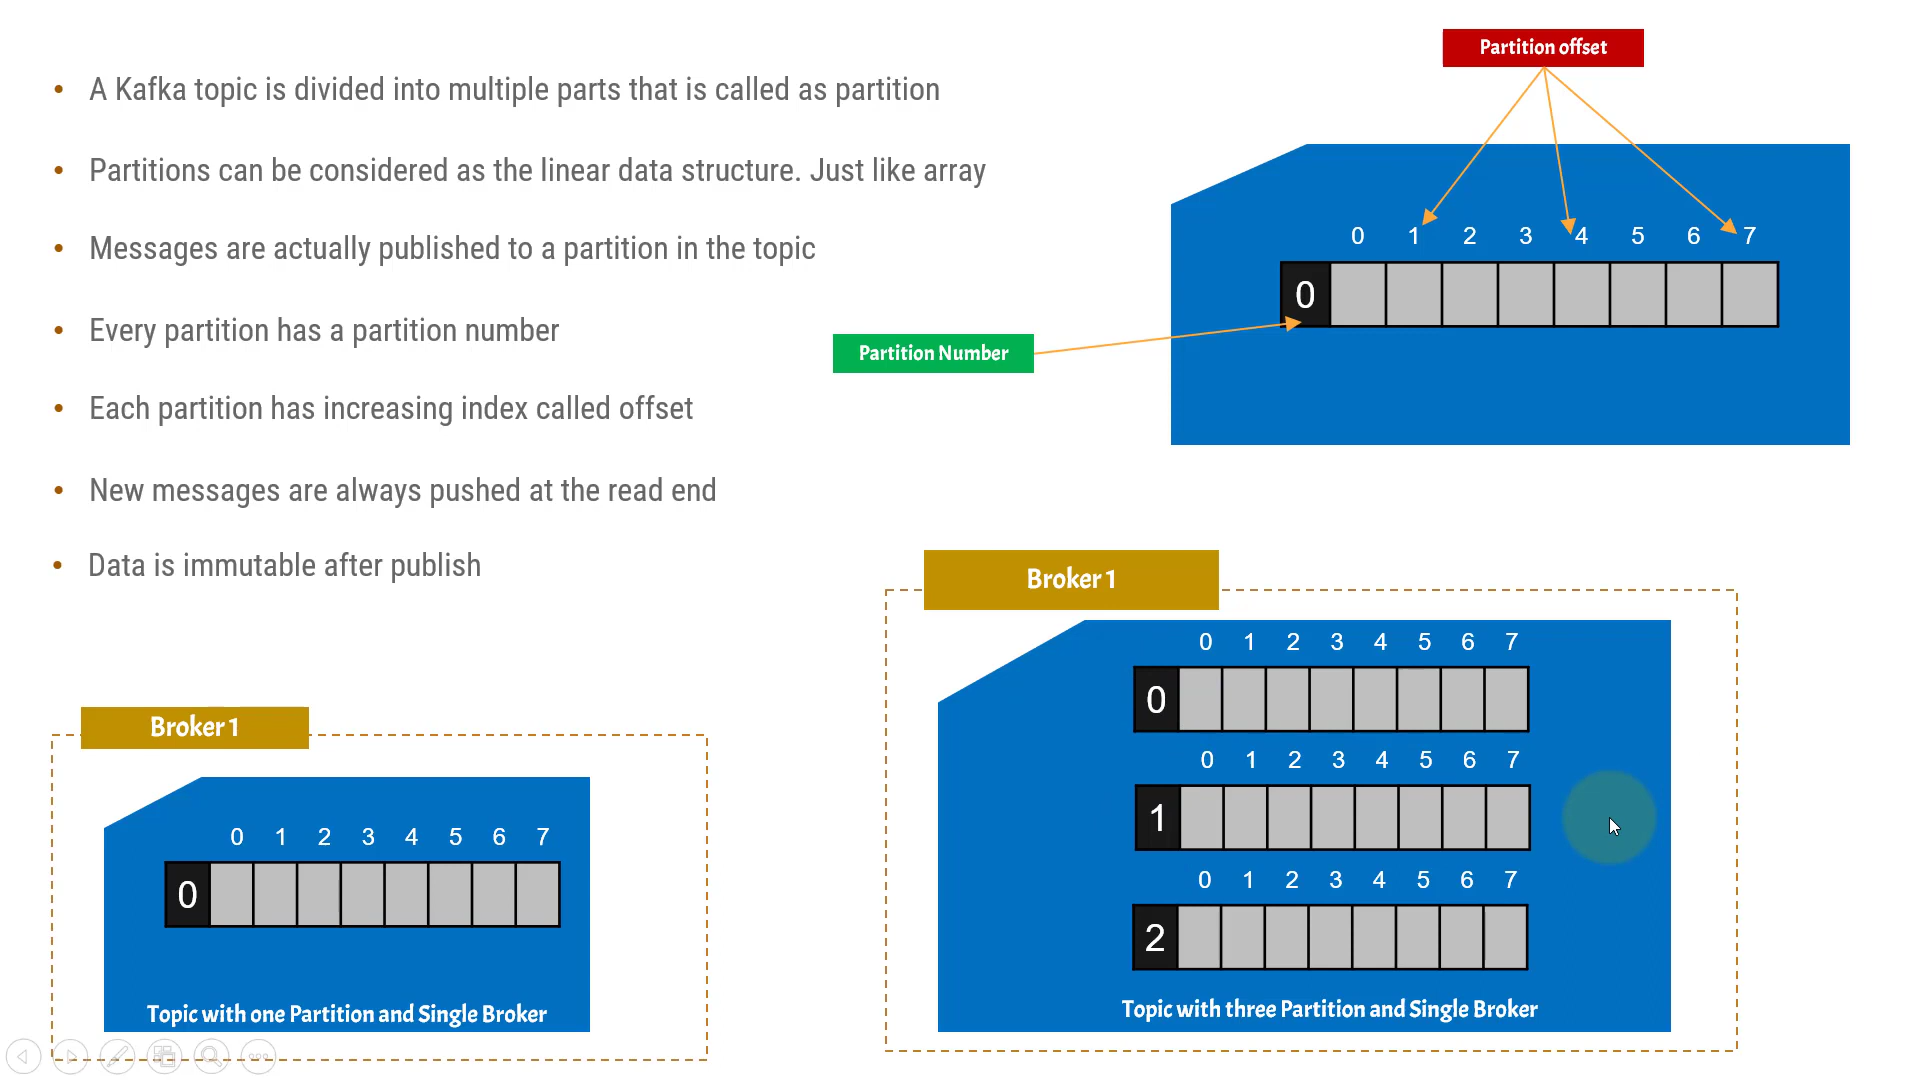 • A Kafka topic is divided into multiple parts that is called as partition
• Partitions can be considered as the linear data structure. Just like array
• Messages are actually published to a partition in the topic
• Every partition has a partition number
• Each partition has increasing index called offset
• New messages are always pushed at the read end
• Data is immutable after publish
Partition offset
0 1 2 3 4 5 6 7
0
Partition Number
Broker 1
0 1 2 3 4 5 6 7
0
Topic with one Partition and Single Broker
Broker 1
0 1 2 3 4 5 6 7
0
0 1 2 3 4 5 6 7
1
0 1 2 3 4 5 6 7
2
Topic with three Partition and Single Broker